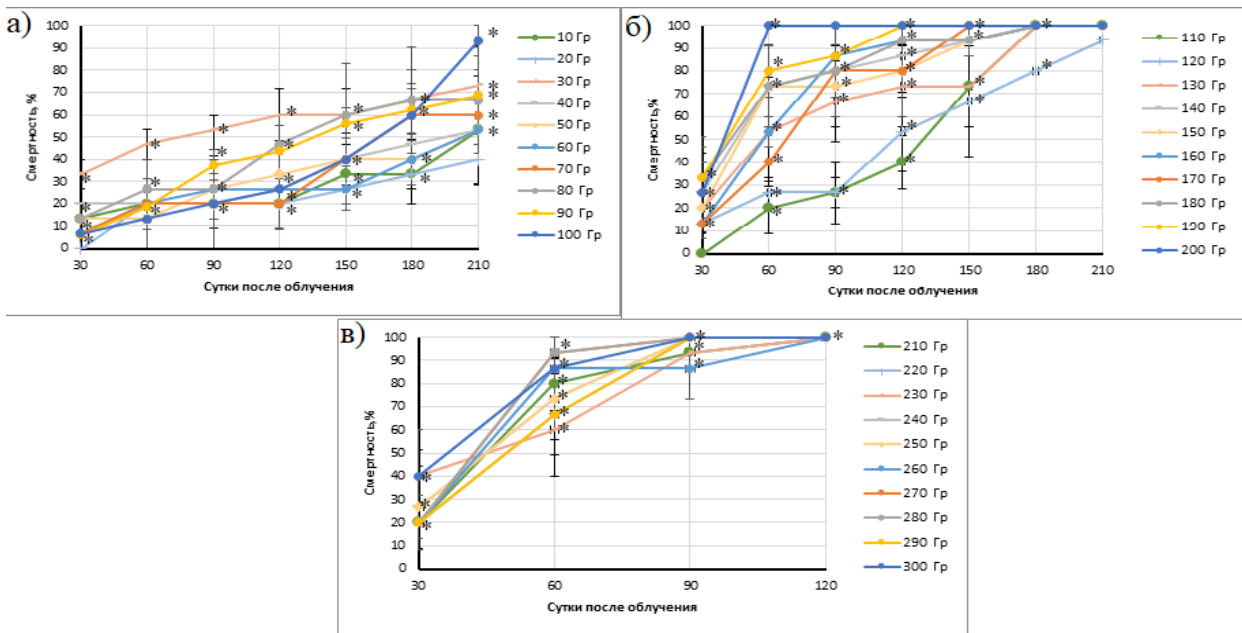 а)
Смертность,%
100
90
80
70
60
50
40
30
20
10
0
30 60 90 120 150 180 210
Сутки после облучения
10 Гр
20 Гр
30 Гр
40 Гр
50 Гр
60 Гр
70 Гр
80 Гр
90 Гр
100 Гр
б)
Смертность,%
100
90
80
70
60
50
40
30
20
10
0
30 60 90 120 150 180 210
Сутки после облучения
110 Гр
120 Гр
130 Гр
140 Гр
150 Гр
160 Гр
170 Гр
180 Гр
190 Гр
200 Гр
в)
Смертность,%
100
90
80
70
60
50
40
30
20
10
0
30 60 90 120
Сутки после облучения
210 Гр
220 Гр
230 Гр
240 Гр
250 Гр
260 Гр
270 Гр
280 Гр
290 Гр
300 Гр